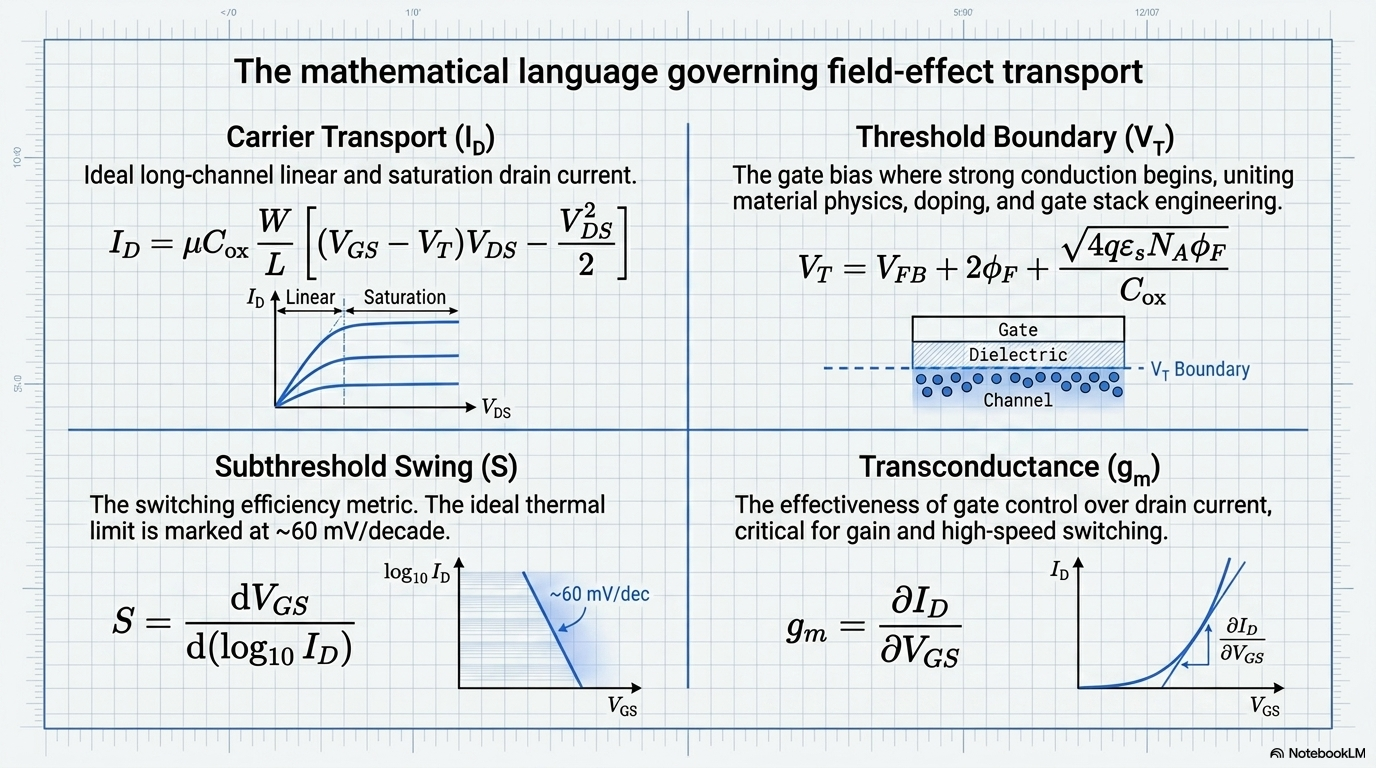 The mathematical language governing field-effect transport
Carrier Transport (I_D)
Ideal long-channel linear and saturation drain current.
I_D = μC_ox W/L [(V_GS − V_T)V_DS − V_DS^2/2]
I_D
Linear
Saturation
V_DS
Threshold Boundary (V_T)
The gate bias where strong conduction begins, uniting
material physics, doping, and gate stack engineering.
V_T = V_FB + 2ϕ_F + √(4qε_sN_Aϕ_F)/C_ox
Gate
Dielectric
V_T Boundary
Channel
Subthreshold Swing (S)
The switching efficiency metric. The ideal thermal
limit is marked at ~60 mV/decade.
S = dV_GS/d(log_10 I_D)
log_10 I_D
~60 mV/dec
V_GS
Transconductance (g_m)
The effectiveness of gate control over drain current,
critical for gain and high-speed switching.
g_m = ∂I_D/∂V_GS
I_D
∂I_D/∂V_GS
V_GS
NotebookLM